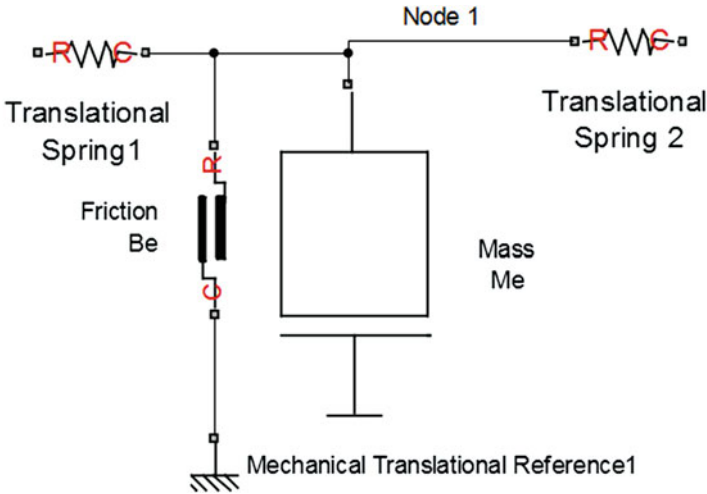 Node 1
R C
R C
Translational
Spring1
Translational
Spring 2
R
Friction
Be
C
Mass
Me
Mechanical Translational Reference1